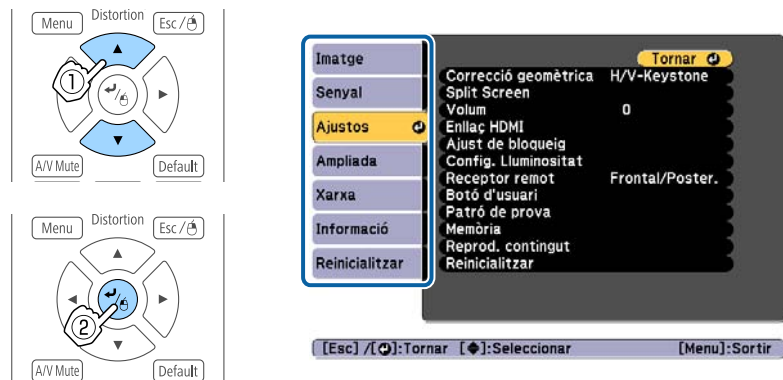 Menu
Distortion
Esc/
1
A/V Mute
Default
Menu
Distortion
Esc/
2
A/V Mute
Default
Imatge
Senyal
Ajustos
Ampliada
Xarxa
Informació
Reinicialitzar
Tornar
Correcció geomètrica H/V-Keystone
Split Screen
Volum 0
Enllaç HDMI
Ajust de bloqueig
Config. Lluminositat
Receptor remot Frontal/Poster.
Botó d'usuari
Patró de prova
Memòria
Reprod. contingut
Reinicialitzar
[Esc] /[ ]:Tornar [ ]:Seleccionar [Menu]:Sortir